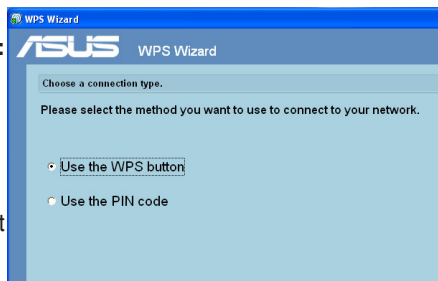 WPS Wizard
:
ASUS WPS Wizard
Choose a connection type.
Please select the method you want to use to connect to your network.
Use the WPS button
Use the PIN code
t